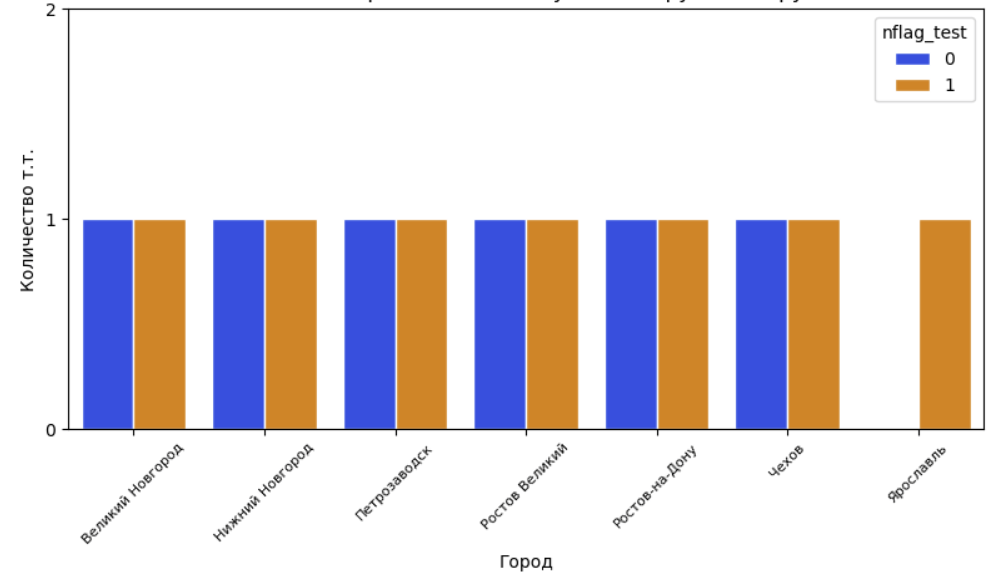 2
nflag_test
0
1
Количество т.т.
1
0
Великий Новгород
Нижний Новгород
Петрозаводск
Ростов Великий
Ростов-на-Дону
Чехов
Ярославль
Город